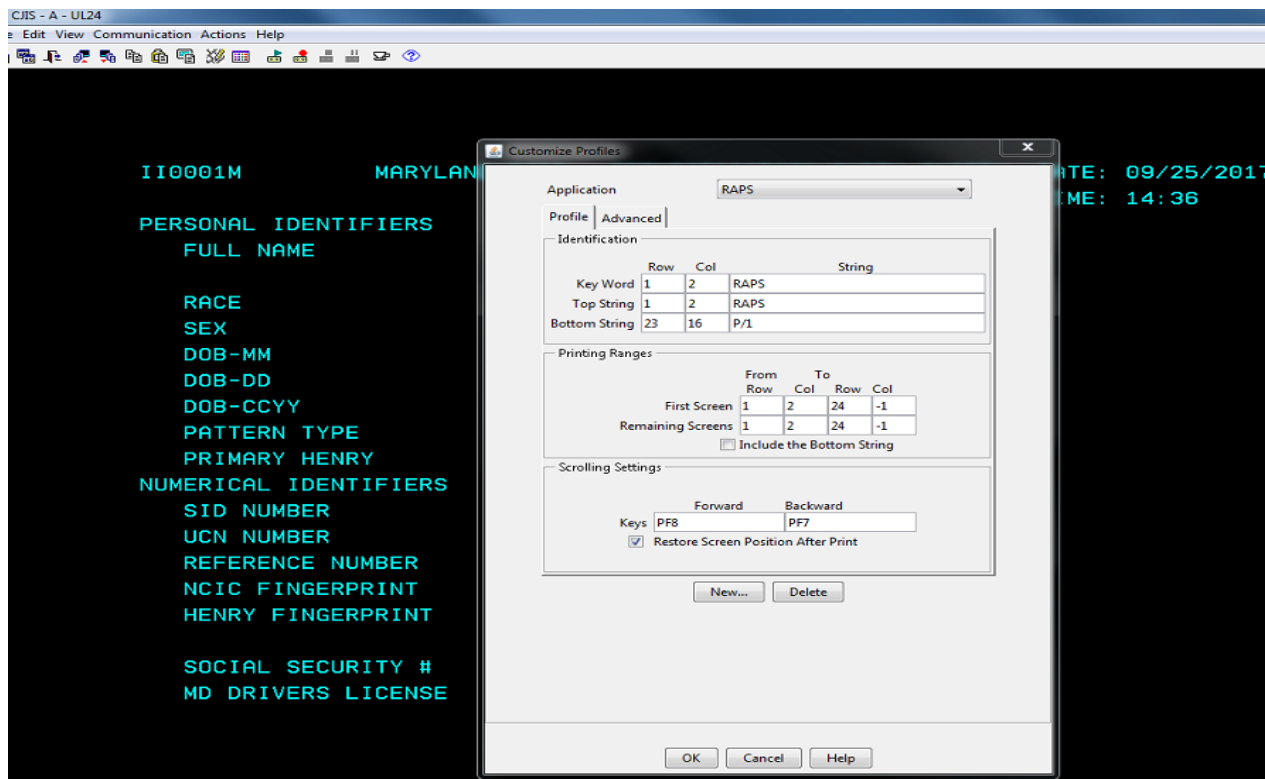 CJIS - A - UL24
e Edit View Communication Actions Help
Customize Profiles
x
II0001M MARYLAN ATE: 09/25/2017
IME: 14:36
Application RAPS
Profile Advanced
PERSONAL IDENTIFIERS
FULL NAME
RACE
SEX
DOB-MM
DOB-DD
DOB-CCYY
PATTERN TYPE
PRIMARY HENRY
NUMERICAL IDENTIFIERS
SID NUMBER
UCN NUMBER
REFERENCE NUMBER
NCIC FINGERPRINT
HENRY FINGERPRINT
SOCIAL SECURITY #
MD DRIVERS LICENSE
Identification
Row Col String
Key Word 1 2 RAPS
Top String 1 2 RAPS
Bottom String 23 16 P/1
Printing Ranges
From To
Row Col Row Col
First Screen 1 2 24 -1
Remaining Screens 1 2 24 -1
Include the Bottom String
Scrolling Settings
Forward Backward
Keys PF8 PF7
Restore Screen Position After Print
New... Delete
OK Cancel Help